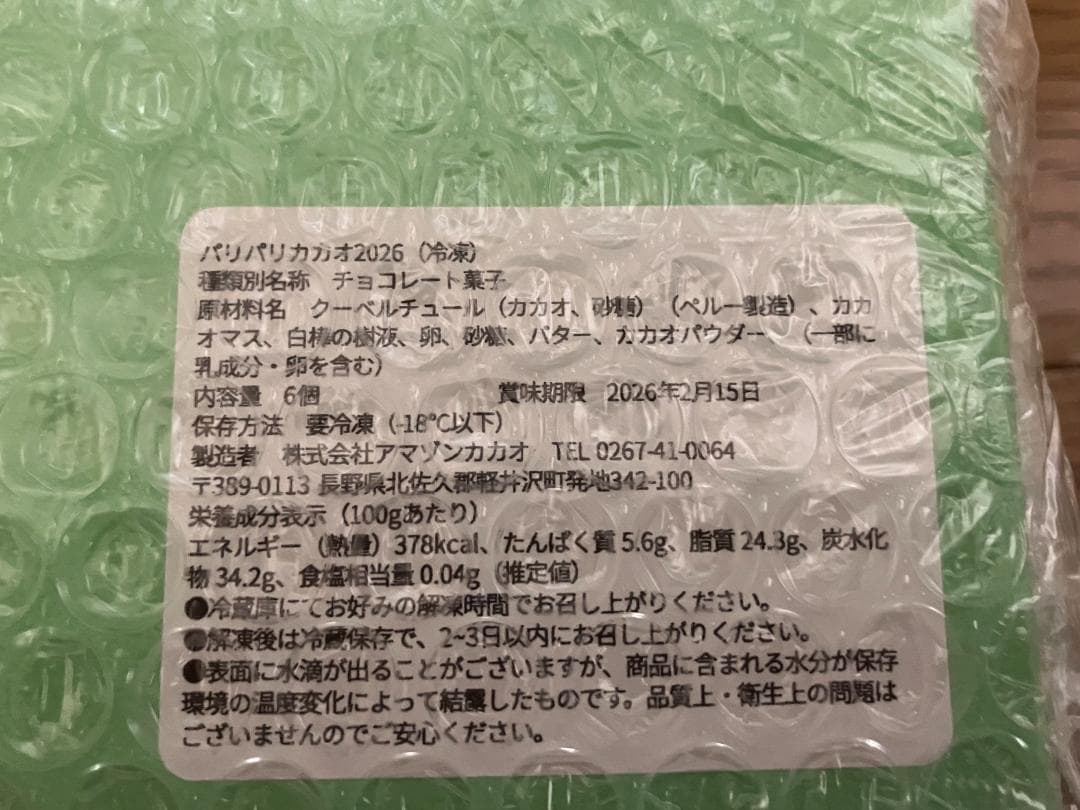 パリパリカカオ2026（冷凍）
種類別名称　チョコレート菓子
原材料名　クーベルチュール（カカオ、砂糖）（ペルー製造）、カカ
オマス、白樺の樹液、卵、砂糖、バター、カカオパウダー、（一部に
乳成分・卵を含む）
内容量　6個　賞味期限　2026年2月15日
保存方法　要冷凍（-18℃以下）
製造者　株式会社アマゾンカカオ　TEL 0267-41-0064
〒389-0113 長野県北佐久郡軽井沢町発地342-100
栄養成分表示（100gあたり）
エネルギー（熱量）378kcal、たんぱく質 5.6g、脂質 24.3g、炭水化
物 34.2g、食塩相当量 0.04g（推定値）
●冷蔵庫にてお好みの解凍時間でお召し上がりください。
●解凍後は冷蔵保存で、2~3日以内にお召し上がりください。
●表面に水滴が出ることがございますが、商品に含まれる水分が保存
環境の温度変化によって結露したものです。品質上・衛生上の問題は
ございませんのでご安心ください。